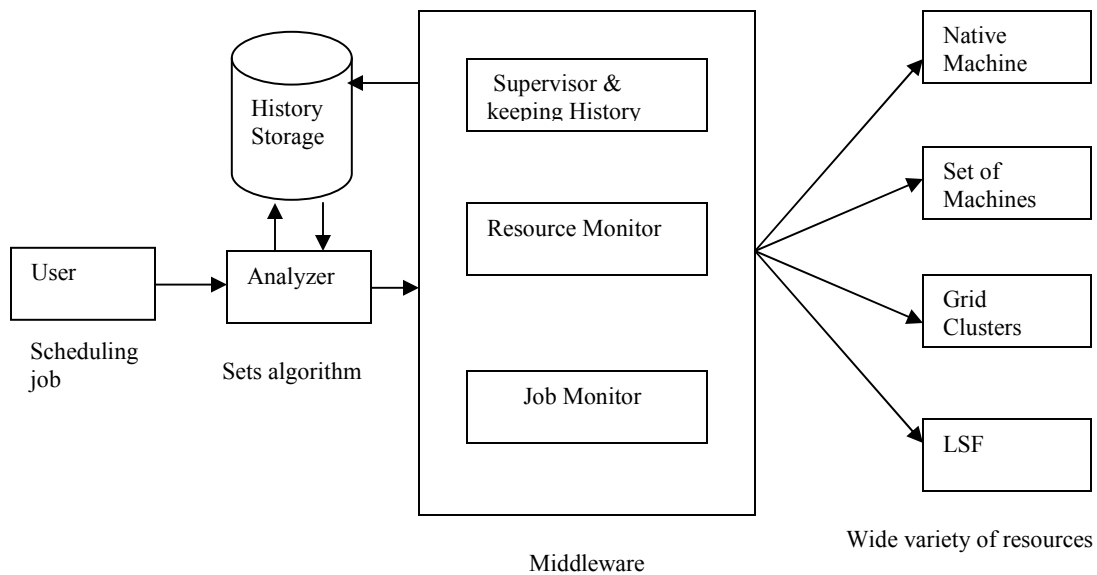 History
Storage
User
Scheduling
job
Analyzer
Sets algorithm
Supervisor &
keeping History
Resource Monitor
Job Monitor
Middleware
Native
Machine
Set of
Machines
Grid
Clusters
LSF
Wide variety of resources